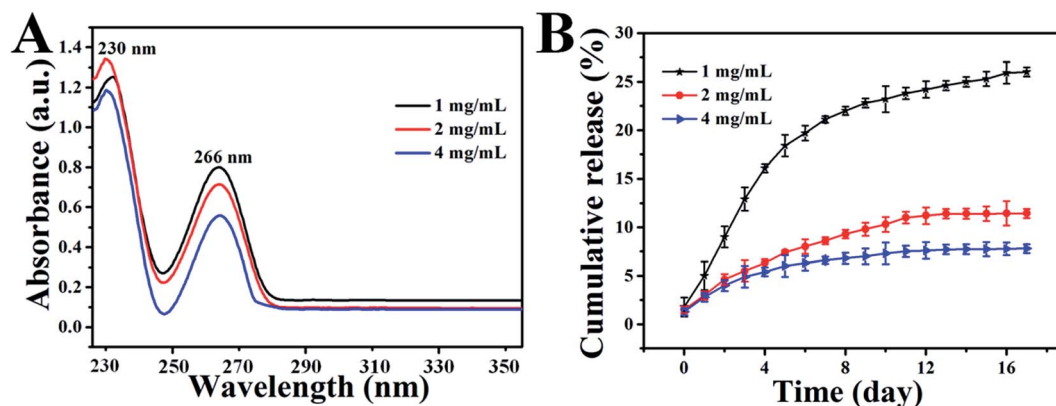 A
230 nm
266 nm
1 mg/mL
2 mg/mL
4 mg/mL
Absorbance (a.u.)
1.4
1.2
1.0
0.8
0.6
0.4
0.2
0.0
230 250 270 290 310 330 350
Wavelength (nm)
B
1 mg/mL
2 mg/mL
4 mg/mL
Cumulative release (%)
30
25
20
15
10
5
0
0 4 8 12 16
Time (day)